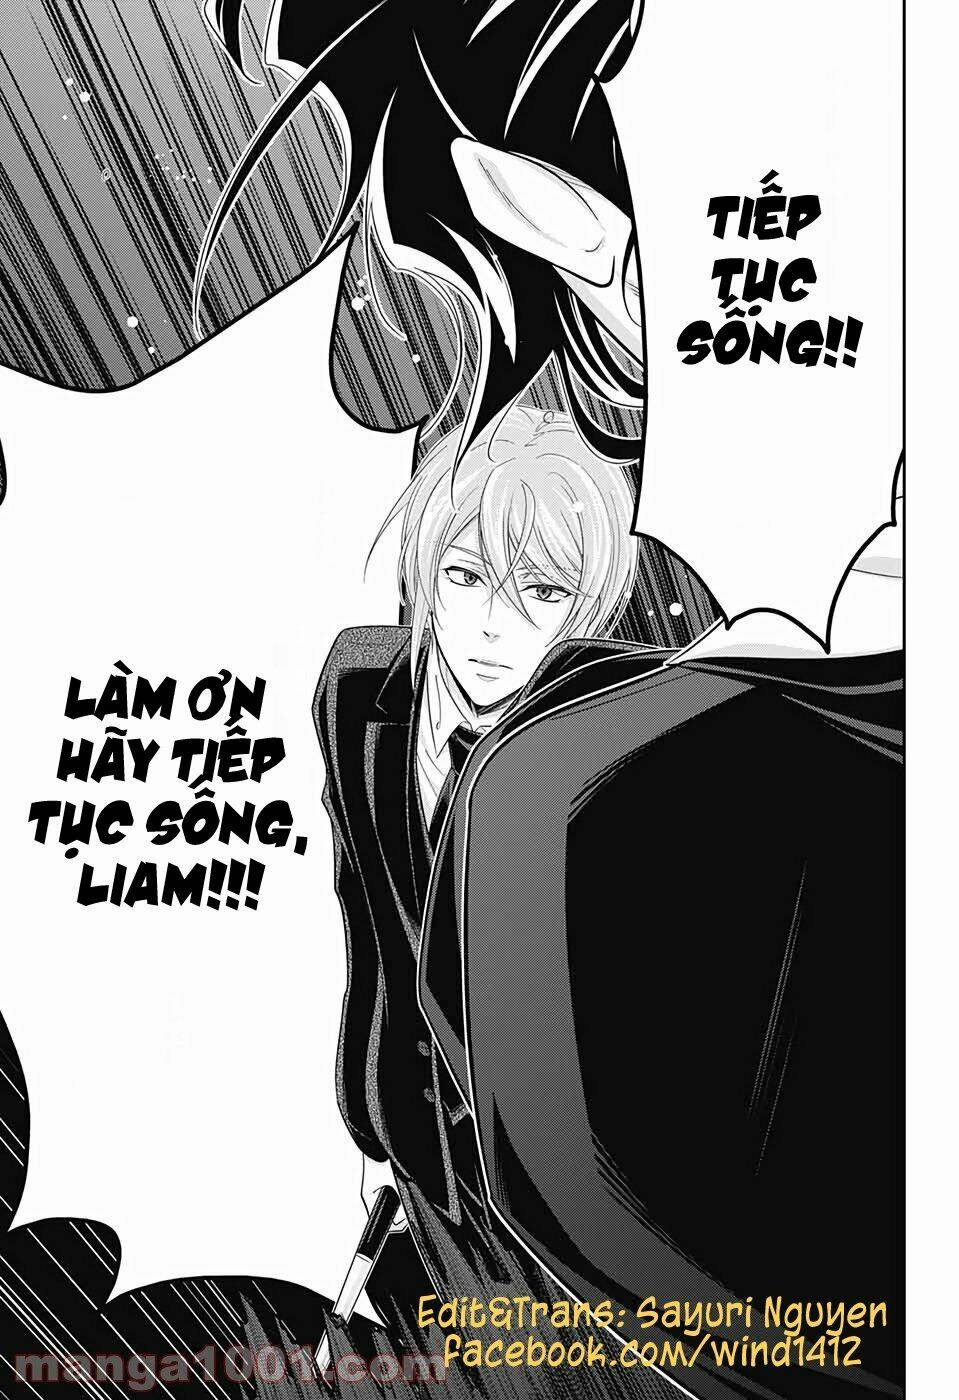 TIẾP
TỤC
SỐNG!!
LÀM ƠN
HÃY TIẾP
TỤC SỐNG,
LIAM!!!
Edit&Trans: Sayuri Nguyen
facebook.com/wind1412
manga1001.com